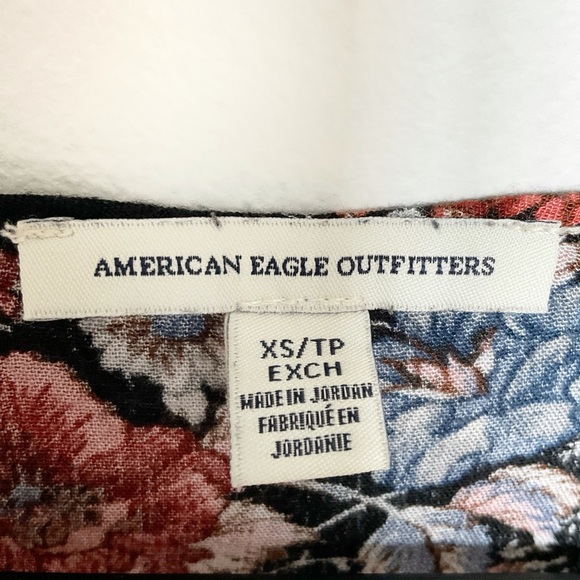 AMERICAN EAGLE OUTFITTERS
XS/TP
EXCH
MADE IN JORDAN
FABRIQUÉ EN
JORDANIE